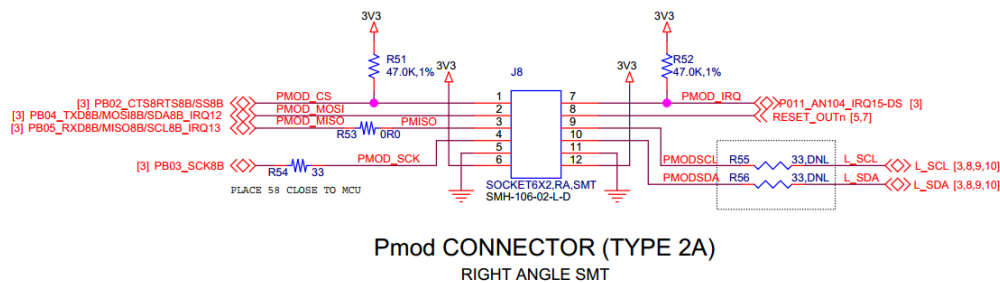 3V3
3V3
R51
47.0K,1%
R52
47.0K,1%
3V3
J8
3V3
[3] PB02_CTS8RTS8B/SS8B
PMOD_CS
1
7
PMOD_IRQ
P011_AN104_IRQ15-DS [3]
[3] PB04_TXD8B/MOSI8B/SDA8B_IRQ12
PMOD_MOSI
2
8
RESET_OUTn [5,7]
[3] PB05_RXD8B/MISO8B/SCL8B_IRQ13
PMOD_MISO
R53
0R0
PMISO
3
9
4
10
5
11
6
12
[3] PB03_SCK8B
R54
33
PMOD_SCK
PMODSCL
R55
33,DNL
L_SCL
L_SCL [3,8,9,10]
PMODSDA
R56
33,DNL
L_SDA
L_SDA [3,8,9,10]
PLACE 58 CLOSE TO MCU
SOCKET6X2,RA,SMT
SMH-106-02-L-D
Pmod CONNECTOR (TYPE 2A)
RIGHT ANGLE SMT